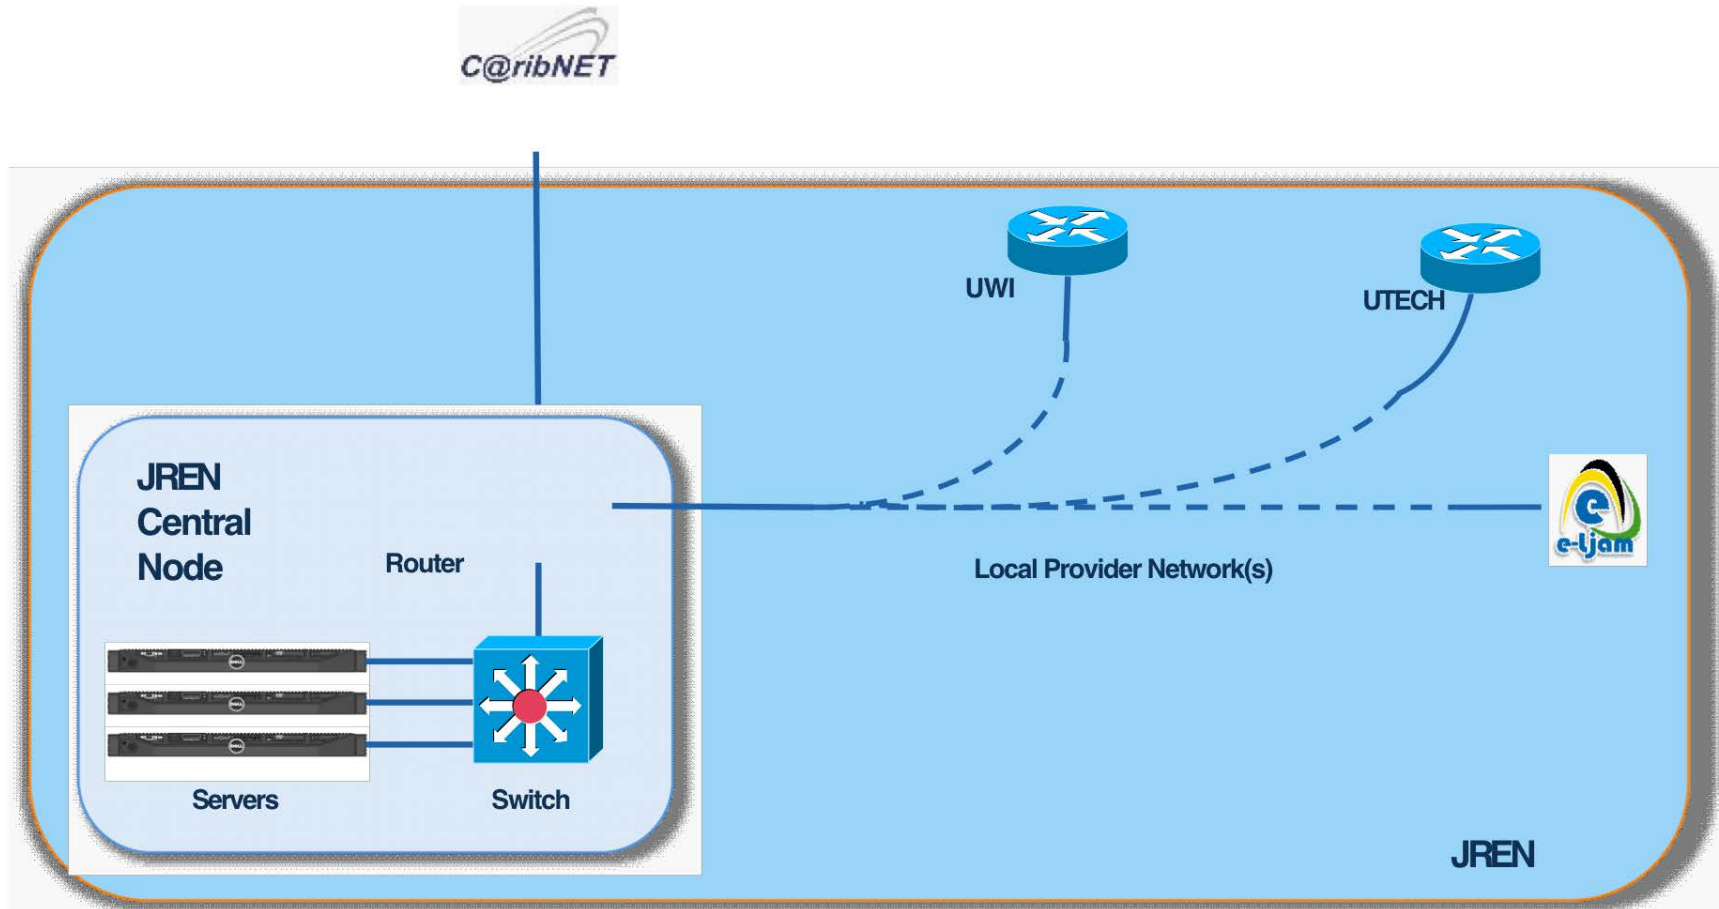 C@ribNET
UWI
UTECH
JREN
Central
Node
Router
e
e-Ljam
Local Provider Network(s)
Servers
Switch
JREN